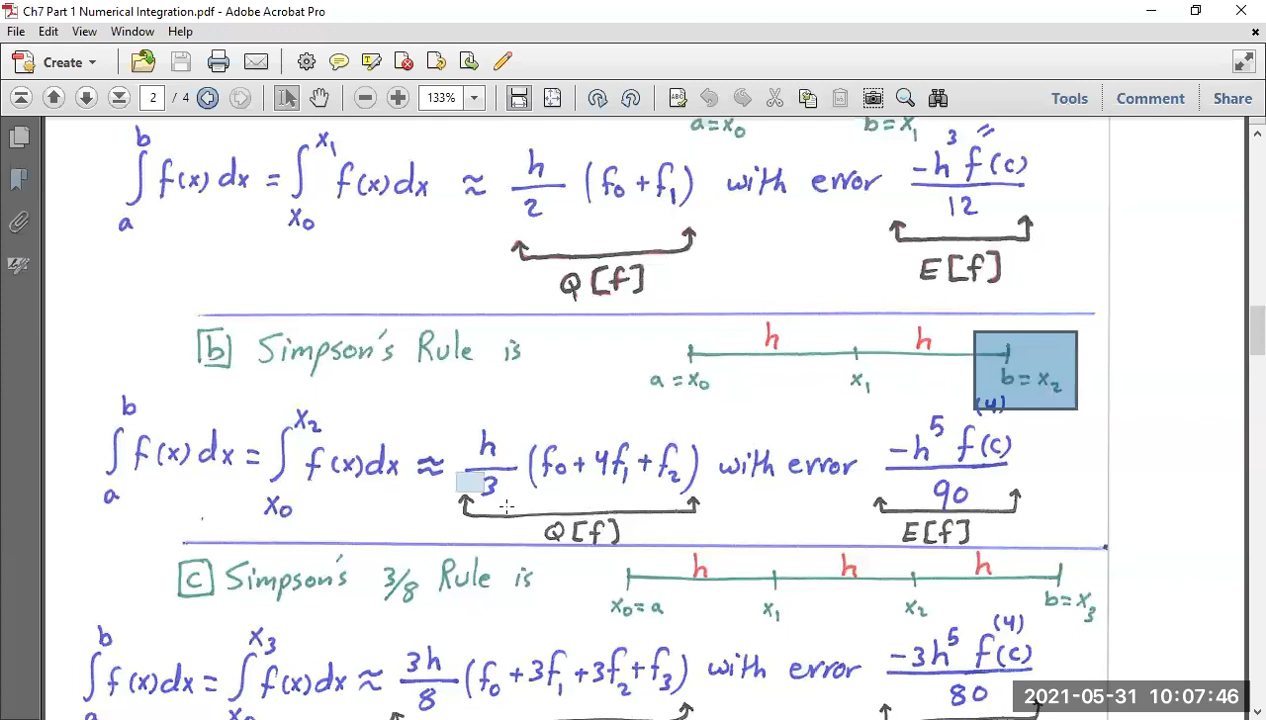 Ch7 Part 1 Numerical Integration.pdf - Adobe Acrobat Pro
File Edit View Window Help
Create
2 / 4 133% Tools Comment Share
a=x₀ b=x₁
∫ₐᵇ f(x) dx = ∫ₓ₀ˣ¹ f(x)dx ≈ h/2 (f₀+f₁) with error -h³ f″(c)/12
Q[f] E[f]
b Simpson's Rule is h h
a=x₀ x₁ b=x₂
∫ₐᵇ f(x) dx = ∫ₓ₀ˣ² f(x)dx ≈ h/3 (f₀+4f₁+f₂) with error -h⁵ f⁽⁴⁾(c)/90
Q[f] E[f]
c Simpson's 3/8 Rule is h h h
x₀=a x₁ x₂ b=x₃
∫ₐᵇ f(x)dx = ∫ₓ₀ˣ³ f(x)dx ≈ 3h/8 (f₀+3f₁+3f₂+f₃) with error -3h⁵ f⁽⁴⁾(c)/80
2021-05-31 10:07:46